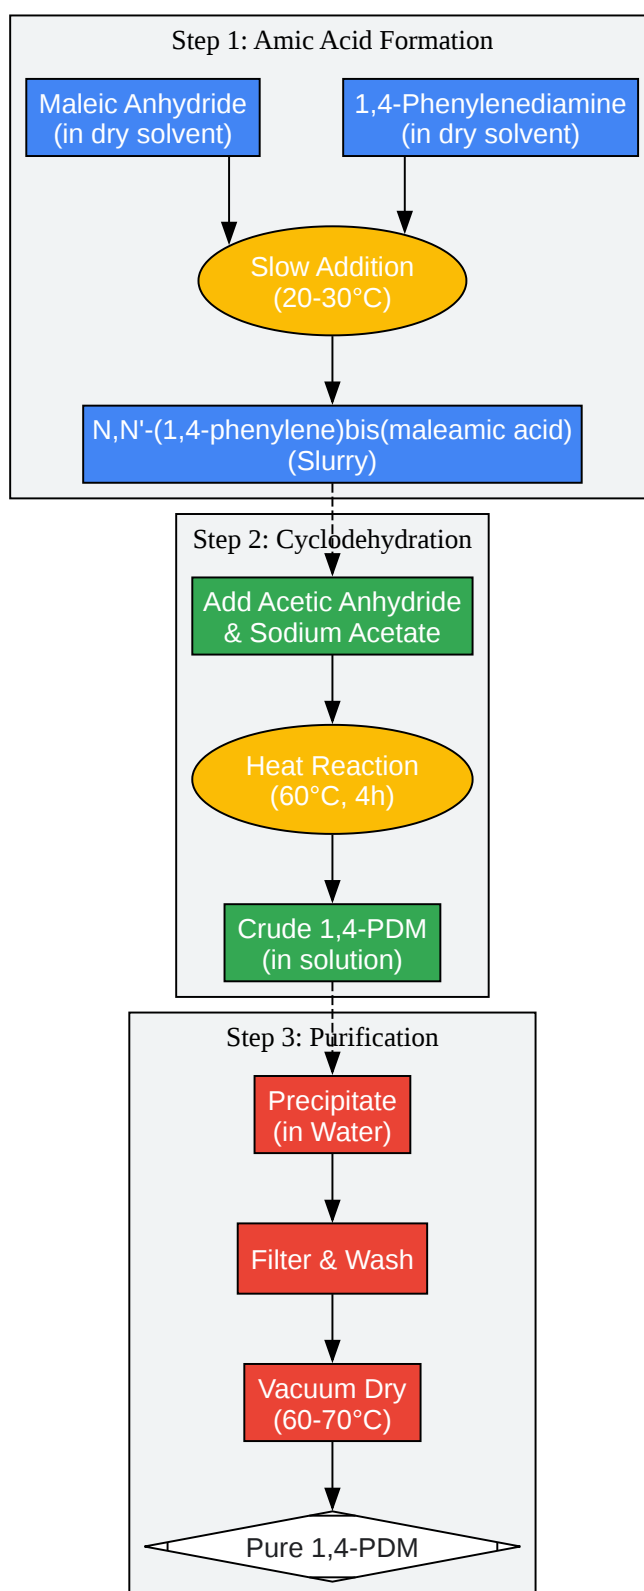 Step 1: Amic Acid Formation
Maleic Anhydride
(in dry solvent)
1,4-Phenylenediamine
(in dry solvent)
Slow Addition
(20-30°C)
N,N'-(1,4-phenylene)bis(maleamic acid)
(Slurry)
Step 2: Cyclodehydration
Add Acetic Anhydride
& Sodium Acetate
Heat Reaction
(60°C, 4h)
Crude 1,4-PDM
(in solution)
Step 3: Purification
Precipitate
(in Water)
Filter & Wash
Vacuum Dry
(60-70°C)
Pure 1,4-PDM